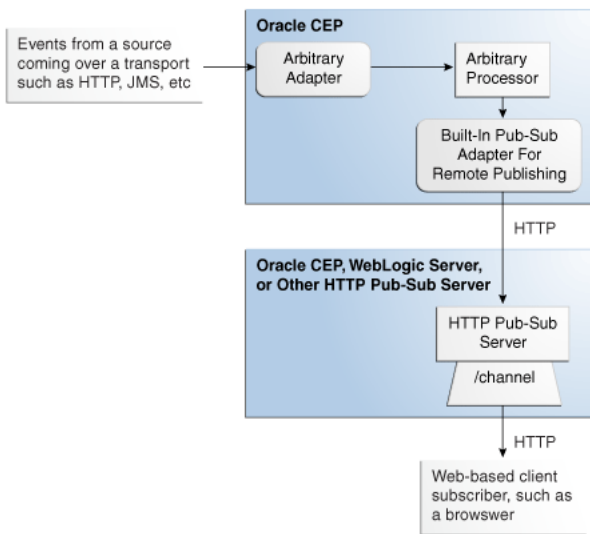 Oracle CEP
Events from a source
coming over a transport
such as HTTP, JMS, etc
Arbitrary
Adapter
Arbitrary
Processor
Built-In Pub-Sub
Adapter For
Remote Publishing
HTTP
Oracle CEP, WebLogic Server,
or Other HTTP Pub-Sub Server
HTTP Pub-Sub
Server
/channel
HTTP
Web-based client
subscriber, such as
a browswer